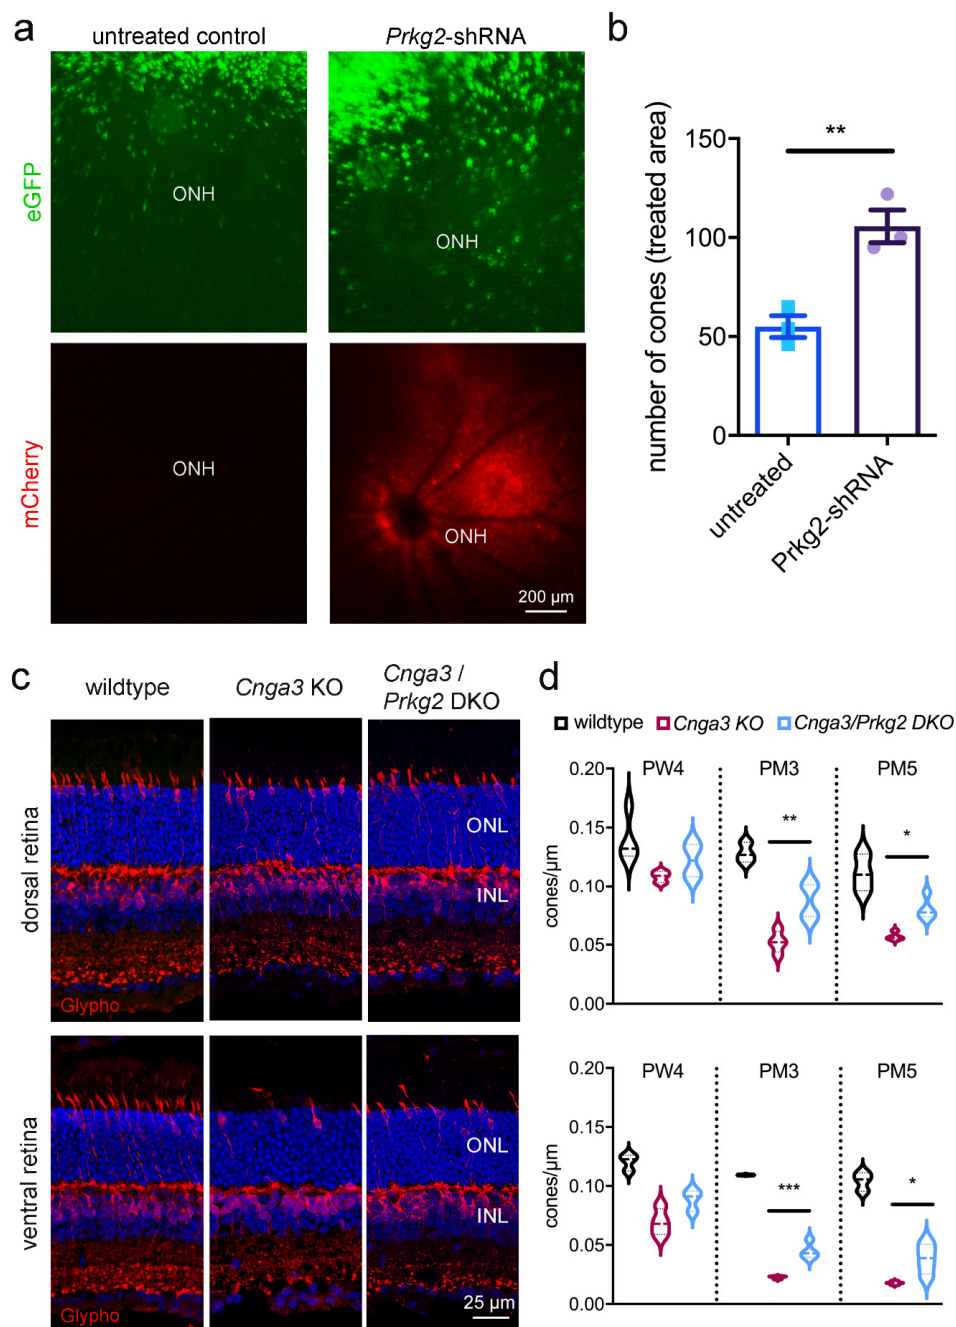 a
untreated control
Prkg2-shRNA
eGFP
ONH
ONH
mCherry
ONH
ONH
200 µm
b
number of cones (treated area)
150
100
50
0
**
untreated
Prkg2-shRNA
c
wildtype
Cnga3 KO
Cnga3 /
Prkg2 DKO
dorsal retina
ONL
INL
Glypho
ventral retina
ONL
INL
Glypho
25 µm
d
wildtype
Cnga3 KO
Cnga3/Prkg2 DKO
cones/µm
0.20
0.15
0.10
0.05
0.00
PW4
PM3
PM5
**
*
cones/µm
0.20
0.15
0.10
0.05
0.00
PW4
PM3
PM5
***
*